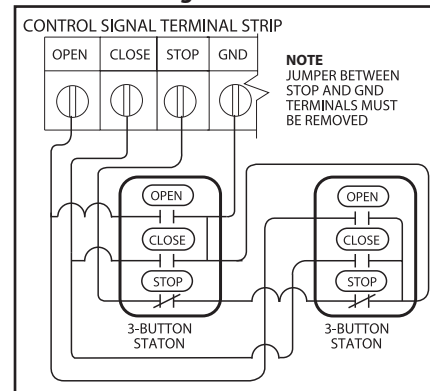 CONTROL SIGNAL TERMINAL STRIP
OPEN CLOSE STOP GND
NOTE
JUMPER BETWEEN
STOP AND GND
TERMINALS MUST
BE REMOVED
OPEN
CLOSE
STOP
3-BUTTON
STATON
OPEN
CLOSE
STOP
3-BUTTON
STATON